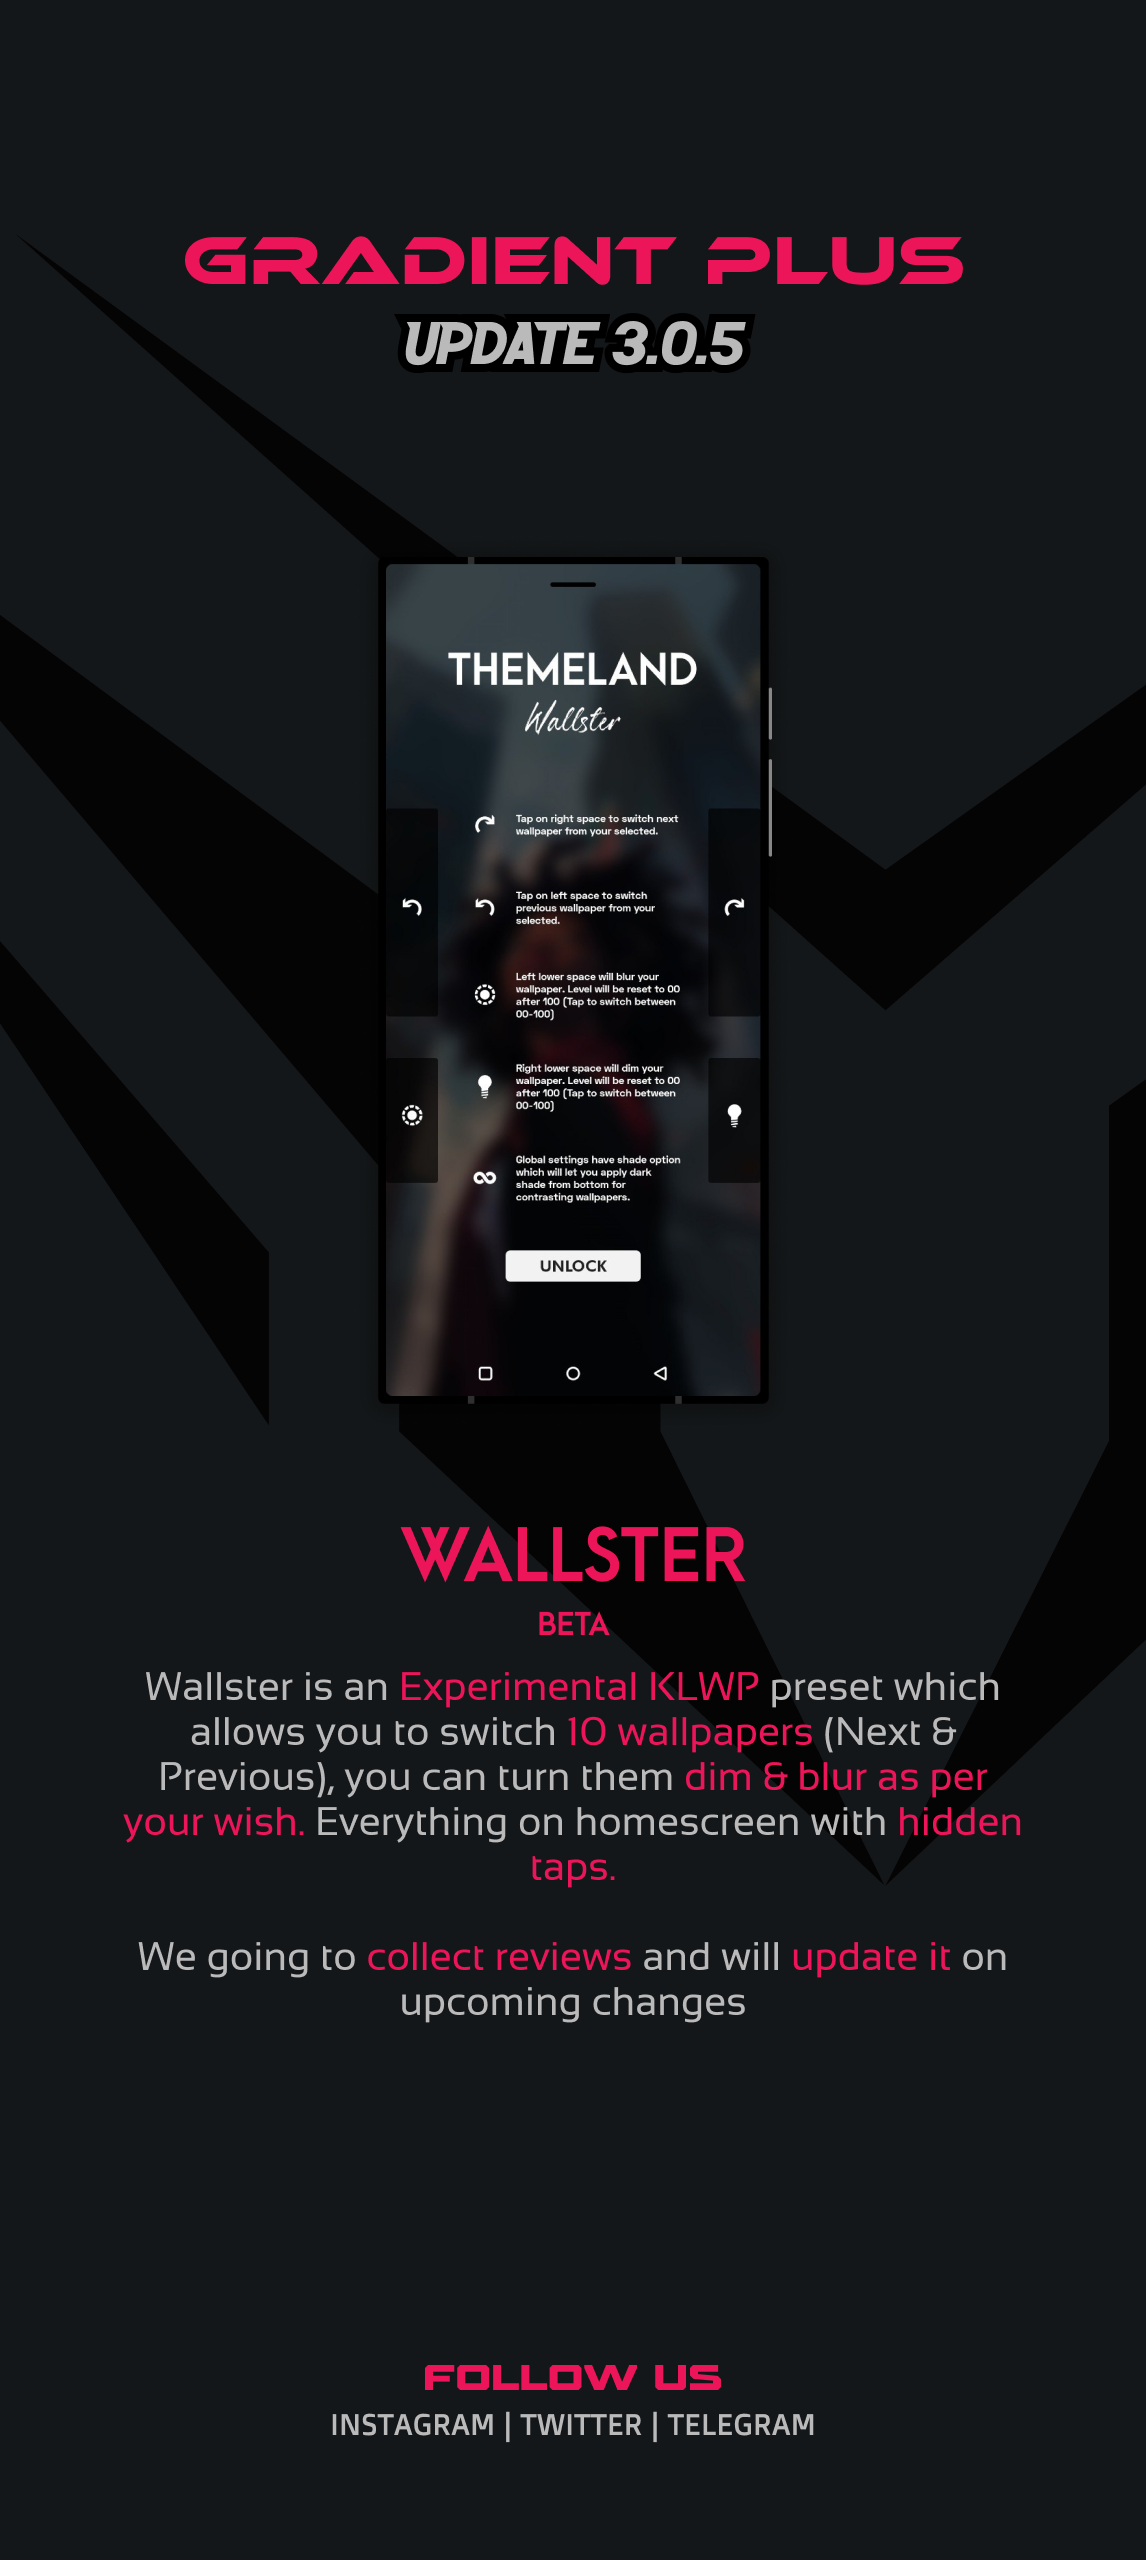 GRADIENT PLUS
UPDATE 3.0.5
THEMELAND
Wallster
Tap on right space to switch next
wallpaper from your selected.
Tap on left space to switch
previous wallpaper from your
selected.
Left lower space will blur your
wallpaper. Level will be reset to 00
after 100 (Tap to switch between
00-100)
Right lower space will dim your
wallpaper. Level will be reset to 00
after 100 (Tap to switch between
00-100)
Global settings have shade option
which will let you apply dark
shade from bottom for
contrasting wallpapers.
UNLOCK
WALLSTER
BETA
Wallster is an Experimental KLWP preset which
allows you to switch 10 wallpapers (Next &
Previous), you can turn them dim & blur as per
your wish. Everything on homescreen with hidden
taps.
We going to collect reviews and will update it on
upcoming changes
FOLLOW US
INSTAGRAM | TWITTER | TELEGRAM